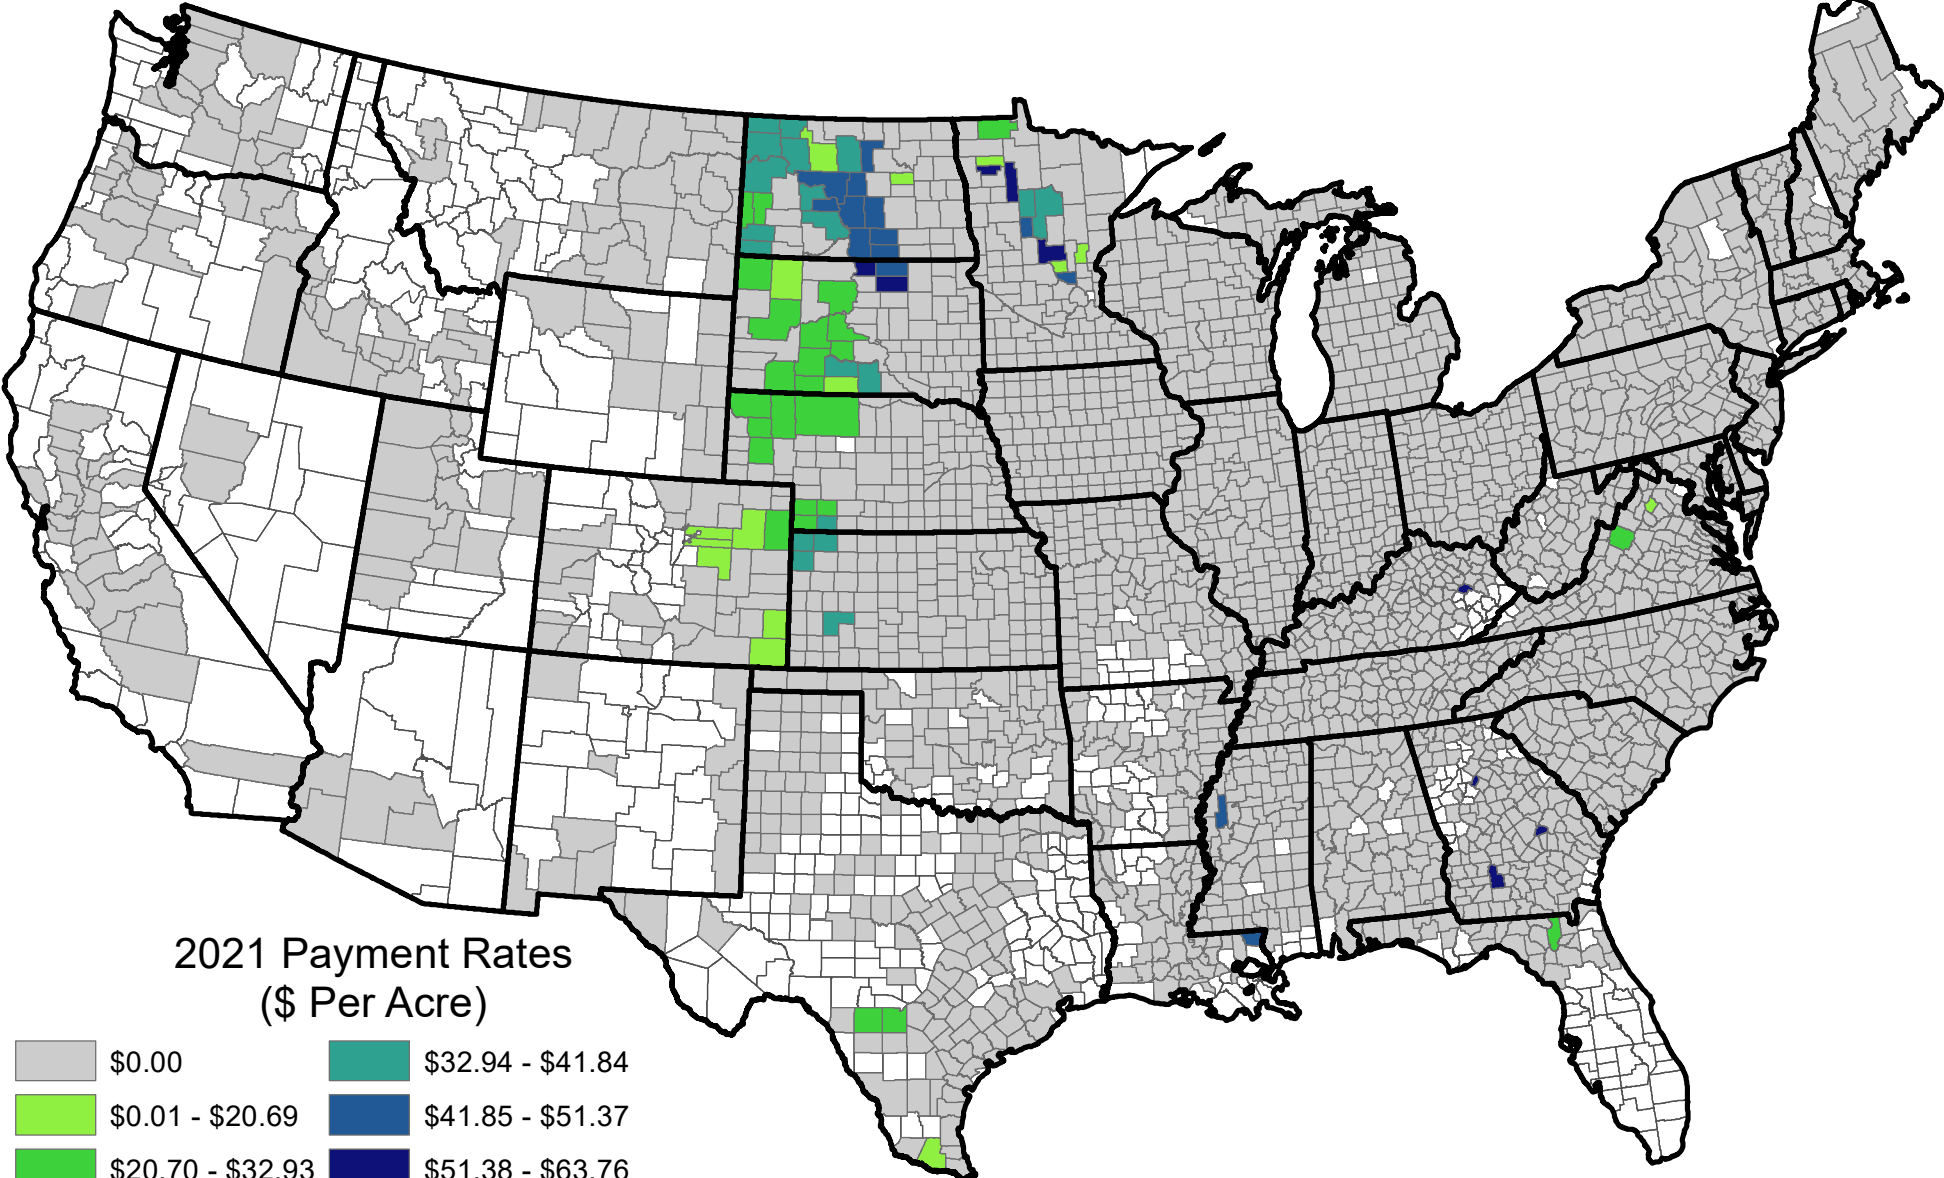 2021 Payment Rates
($ Per Acre)
$0.00
$32.94 - $41.84
$0.01 - $20.69
$41.85 - $51.37
$20.70 - $32.93
$51.38 - $63.76